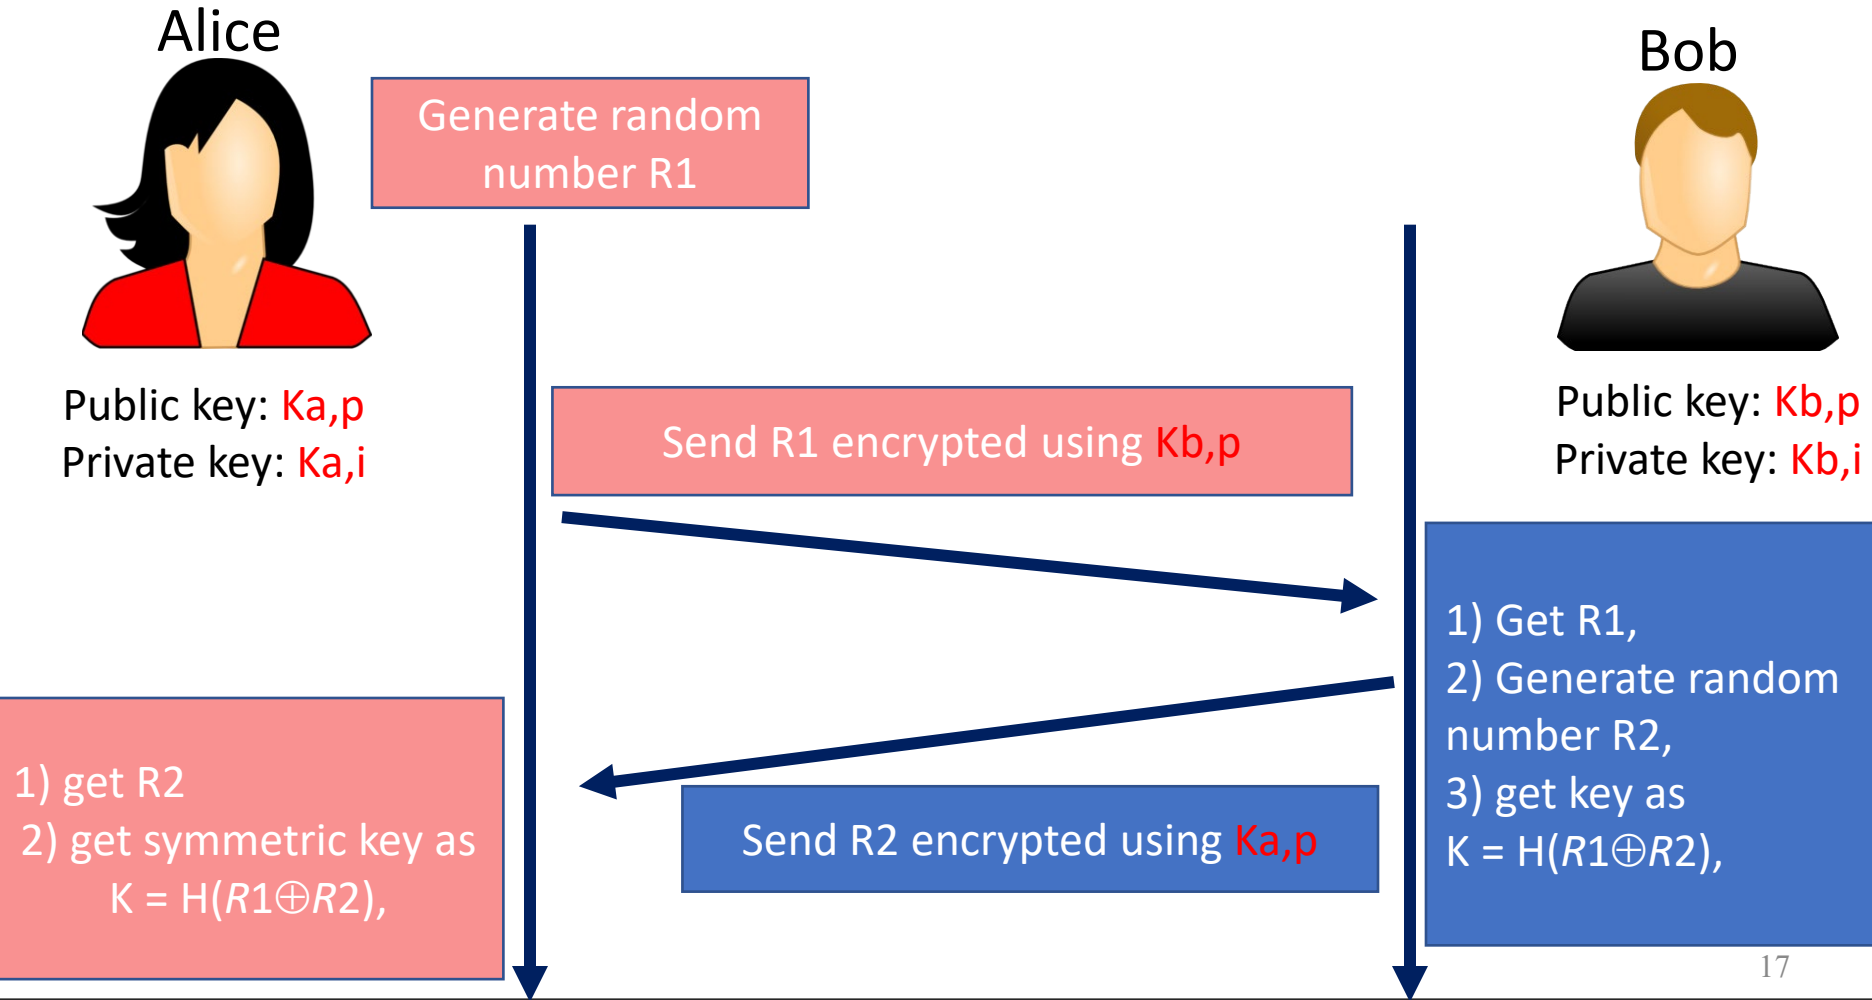 Alice
Bob
Generate random
number R1
Public key: Ka,p
Private key: Ka,i
Send R1 encrypted using Kb,p
Public key: Kb,p
Private key: Kb,i
1) Get R1,
2) Generate random
number R2,
3) get key as
K = H(R1⊕R2),
1) get R2
2) get symmetric key as
K = H(R1⊕R2),
Send R2 encrypted using Ka,p
17